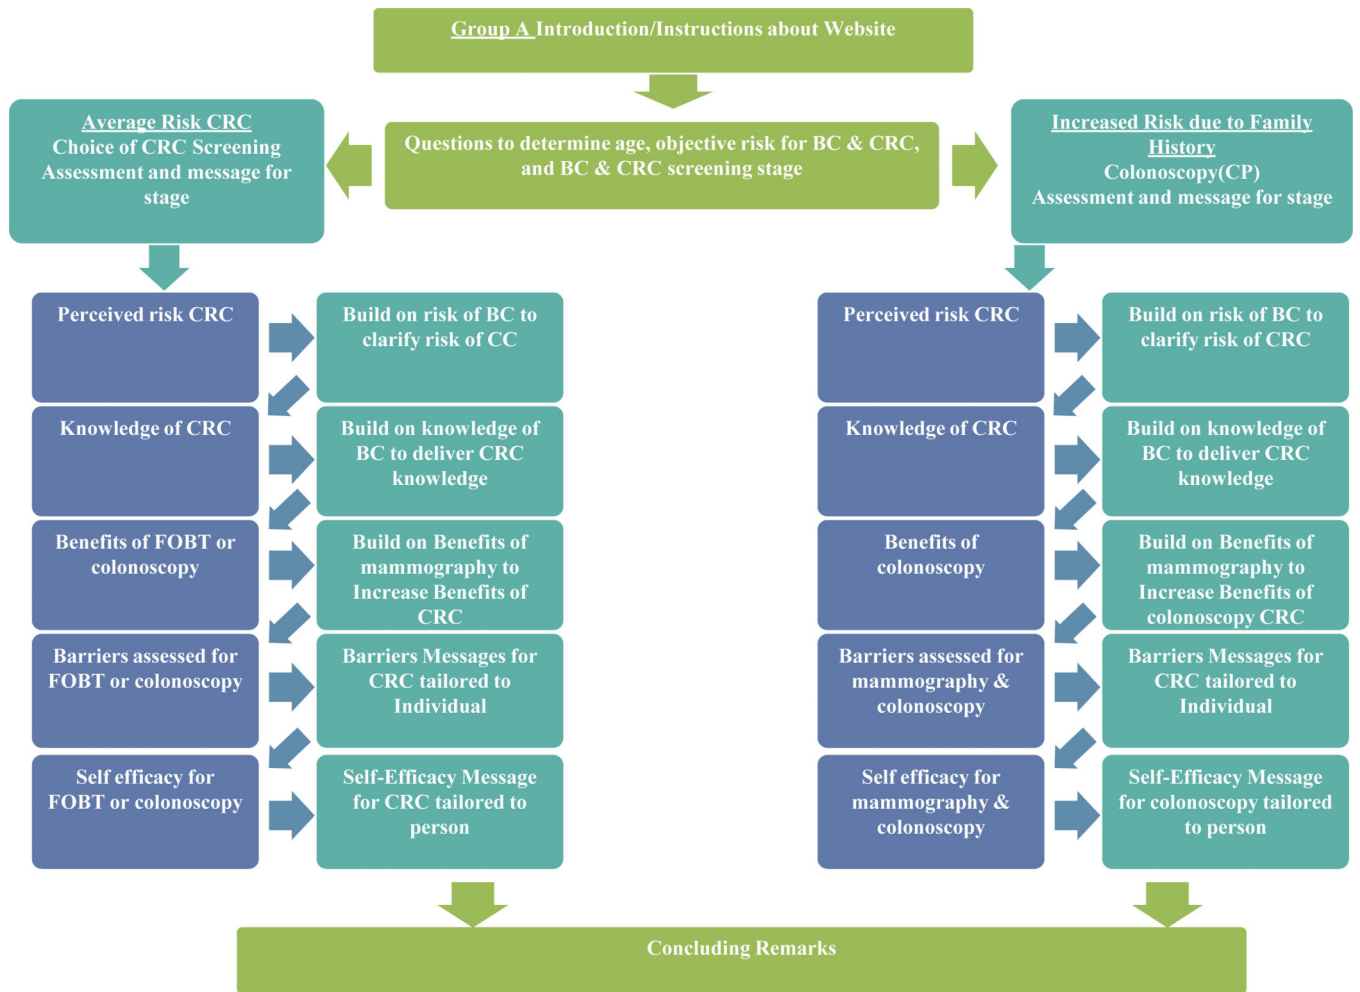 Group A Introduction/Instructions about Website
Questions to determine age, objective risk for BC & CRC,
and BC & CRC screening stage
Average Risk CRC
Choice of CRC Screening
Assessment and message for
stage
Increased Risk due to Family
History
Colonoscopy(CP)
Assessment and message for stage
Perceived risk CRC
Build on risk of BC to
clarify risk of CC
Knowledge of CRC
Build on knowledge of
BC to deliver CRC
knowledge
Benefits of FOBT or
colonoscopy
Build on Benefits of
mammography to
Increase Benefits of
CRC
Barriers assessed for
FOBT or colonoscopy
Barriers Messages for
CRC tailored to
Individual
Self efficacy for
FOBT or colonoscopy
Self-Efficacy Message
for CRC tailored to
person
Perceived risk CRC
Build on risk of BC to
clarify risk of CRC
Knowledge of CRC
Build on knowledge of
BC to deliver CRC
knowledge
Benefits of
colonoscopy
Build on Benefits of
mammography to
Increase Benefits of
colonoscopy CRC
Barriers assessed for
mammography &
colonoscopy
Barriers Messages for
CRC tailored to
Individual
Self efficacy for
mammography &
colonoscopy
Self-Efficacy Message
for colonoscopy tailored
to person
Concluding Remarks